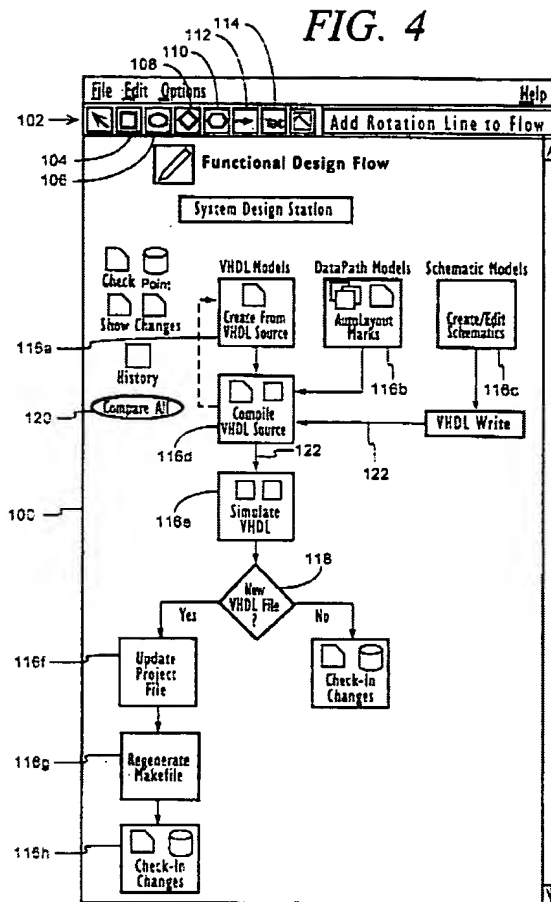 FIG. 4
114
112
110
108
File Edit Options Help
102
Add Rotation Line to Flow
104
106
Functional Design Flow
System Design Station
VHDL Models
DataPath Models
Schematic Models
Check Point
Show Changes
Create From
VHDL Source
AutoLayout
Marks
Create/Edit
Schematics
116a
116b
116c
History
120
Compare All
Compile
VHDL Source
VHDL Write
116d
122
122
100
116e
Simulate
VHDL
118
New
VHDL File
?
Yes
No
116f
Update
Project
File
Check-In
Changes
116g
Regenerate
Makefile
116h
Check-In
Changes